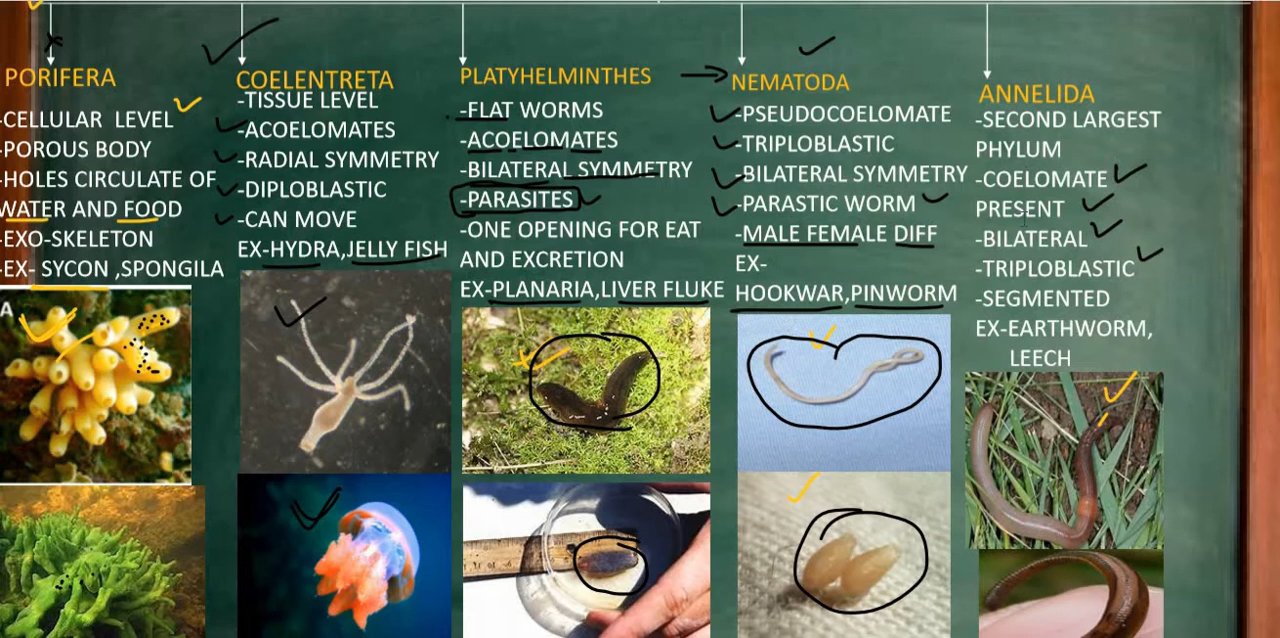 PORIFERA
-CELLULAR LEVEL
-POROUS BODY
-HOLES CIRCULATE OF
WATER AND FOOD
-EXO-SKELETON
-EX- SYCON ,SPONGILA
A
COELENTRETA
-TISSUE LEVEL
-ACOELOMATES
-RADIAL SYMMETRY
-DIPLOBLASTIC
-CAN MOVE
EX-HYDRA,JELLY FISH
PLATYHELMINTHES
-FLAT WORMS
-ACOELOMATES
-BILATERAL SYMMETRY
-PARASITES
-ONE OPENING FOR EAT
AND EXCRETION
EX-PLANARIA,LIVER FLUKE
NEMATODA
-PSEUDOCOELOMATE
-TRIPLOBLASTIC
-BILATERAL SYMMETRY
-PARASTIC WORM
-MALE FEMALE DIFF
EX-
HOOKWAR,PINWORM
ANNELIDA
-SECOND LARGEST
PHYLUM
-COELOMATE
PRESENT
-BILATERAL
-TRIPLOBLASTIC
-SEGMENTED
EX-EARTHWORM,
LEECH